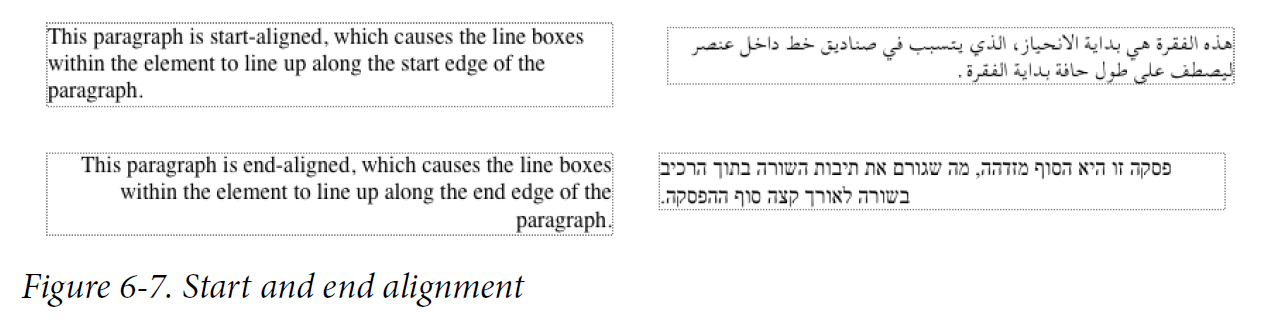 This paragraph is start-aligned, which causes the line boxes
within the element to line up along the start edge of the
paragraph.
هذه الفقرة هي بداية الانحياز، الذي يتسبب في صناديق خط داخل عنصر
ليصطف على طول حافة بداية الفقرة.
This paragraph is end-aligned, which causes the line boxes
within the element to line up along the end edge of the
paragraph.
פסקה זו היא הסוף מזדהה, מה שגורם את תיבות השורה בתוך הרכיב
בשורה לאורך קצה סוף ההפסקה.
Figure 6-7. Start and end alignment